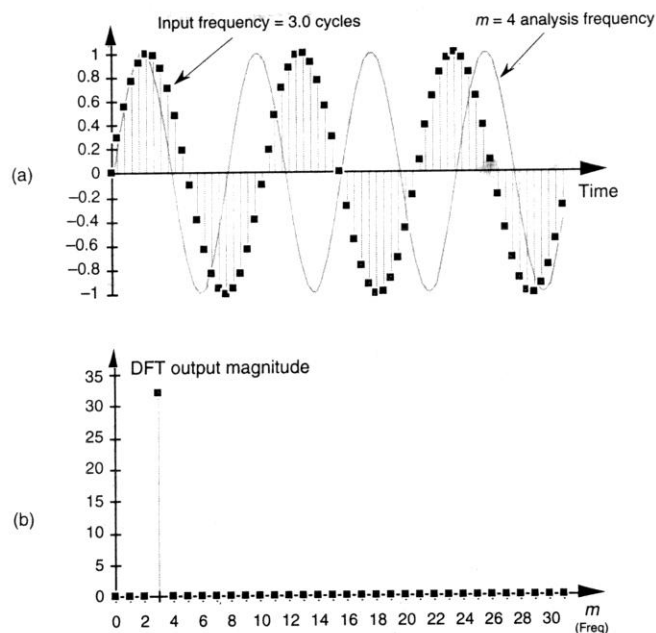 Input frequency = 3.0 cycles
m = 4 analysis frequency
1
0.8
0.6
0.4
0.2
0
−0.2
−0.4
−0.6
−0.8
−1
Time
(a)
DFT output magnitude
35
30
25
20
15
10
5
0
(b)
0 2 4 6 8 10 12 14 16 18 20 22 24 26 28 30
m
(Freq)